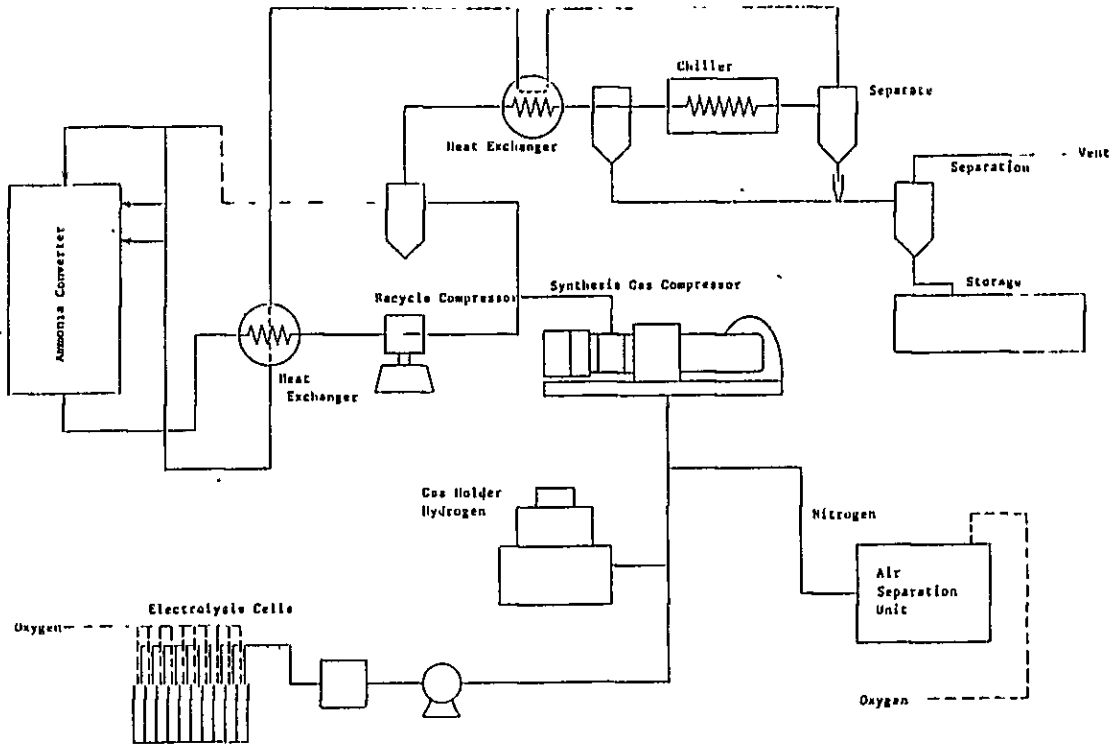 Chiller
Separate
Heat Exchanger
Separation
Vent
Ammonia Converter
Recycle Compressor
Synthesis Gas Compressor
Storage
Heat
Exchanger
Gas Holder
Hydrogen
Nitrogen
Air
Separation
Unit
Electrolysis Cells
Oxygen
Oxygen